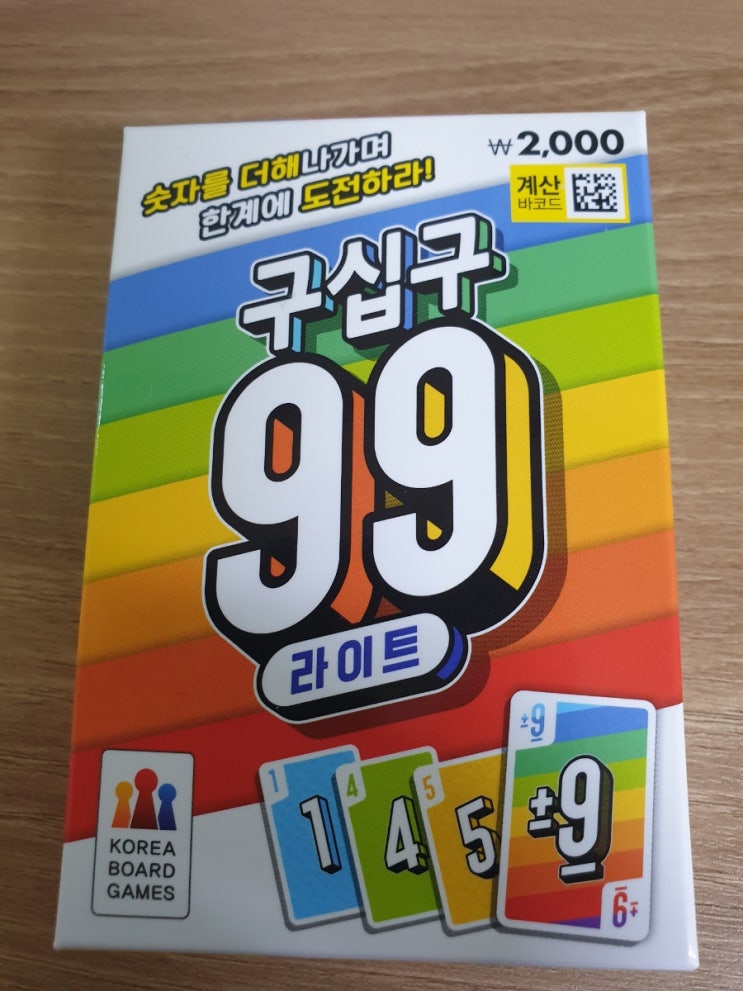 숫자를 더해나가며
한계에 도전하라!
₩2,000
계산
바코드
구십구
99
라이트
KOREA
BOARD
GAMES
1
1
4
4
5
5
±9
±9
±9